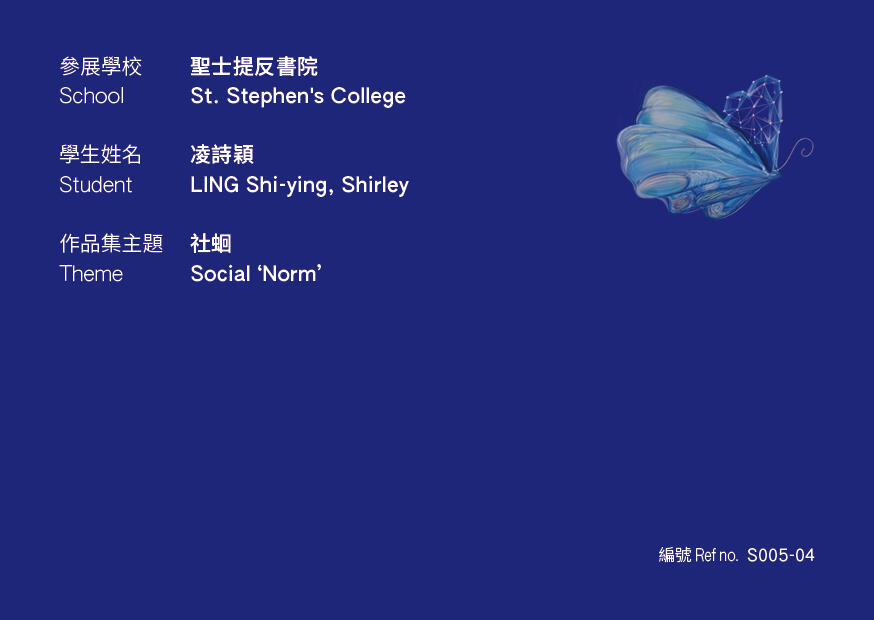 參展學校 聖士提反書院
School St. Stephen's College
學生姓名 凌詩穎
Student LING Shi-ying, Shirley
作品集主題 社蛔
Theme Social ‘Norm’
編號 Ref no. S005-04